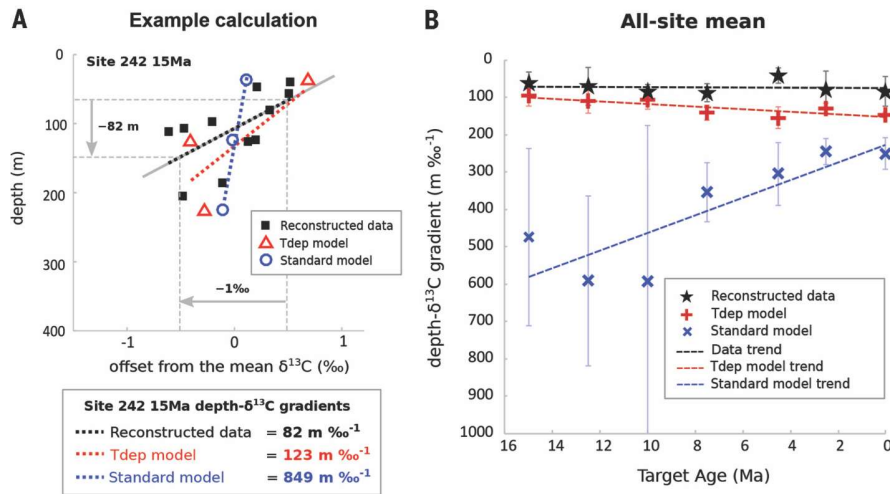 A
Example calculation
Site 242 15Ma
0
100
200
300
400
depth (m)
−82 m
Reconstructed data
Tdep model
Standard model
−1‰
-1
0
1
offset from the mean δ¹³C (‰)
Site 242 15Ma depth-δ¹³C gradients
Reconstructed data = 82 m ‰⁻¹
Tdep model = 123 m ‰⁻¹
Standard model = 849 m ‰⁻¹
B
All-site mean
0
100
200
300
400
500
600
700
800
900
1000
depth-δ¹³C gradient (m ‰⁻¹)
Reconstructed data
Tdep model
Standard model
Data trend
Tdep model trend
Standard model trend
16 14 12 10 8 6 4 2 0
Target Age (Ma)